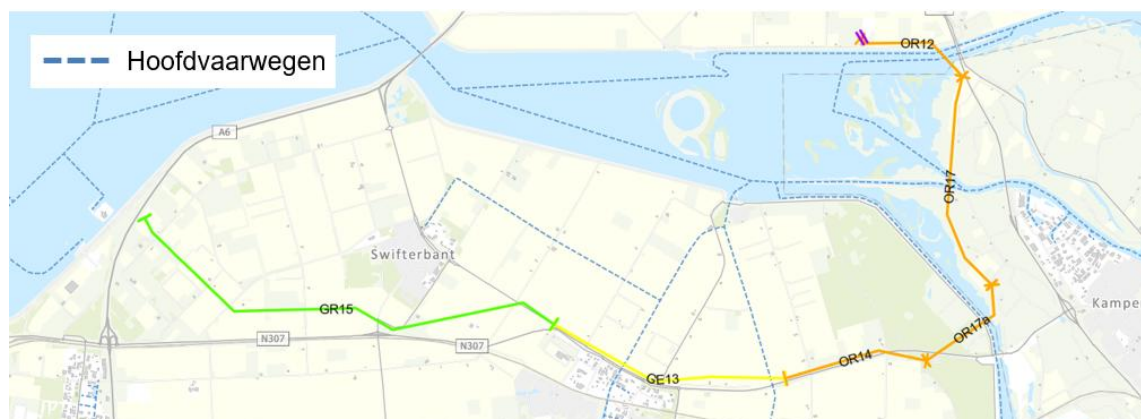 Hoofdvaarwegen
OR12
A6
OR17
Swifterbant
GR15
N307
N307
Kampe
OR17a
OR14
GE13